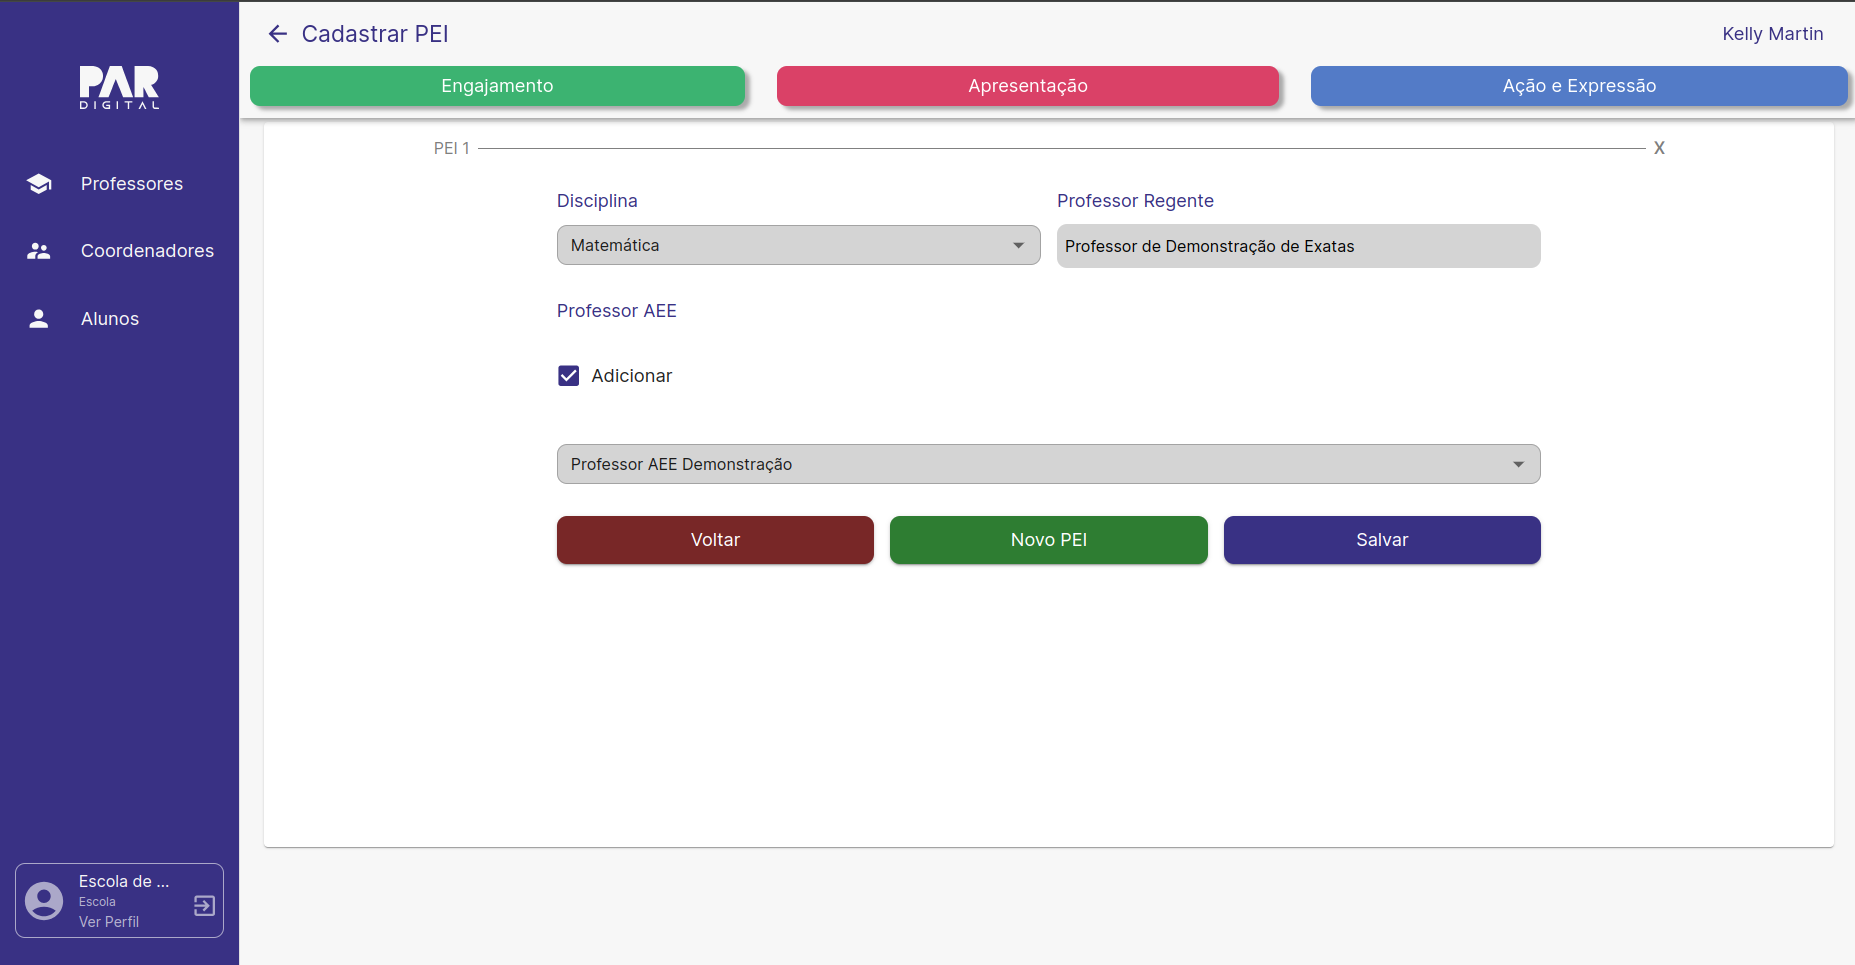 PAR
DIGITAL
Professores
Coordenadores
Alunos
Escola de ...
Escola
Ver Perfil
Cadastrar PEI
Kelly Martin
Engajamento
Apresentação
Ação e Expressão
PEI 1
X
Disciplina
Professor Regente
Matemática
Professor de Demonstração de Exatas
Professor AEE
Adicionar
Professor AEE Demonstração
Voltar
Novo PEI
Salvar